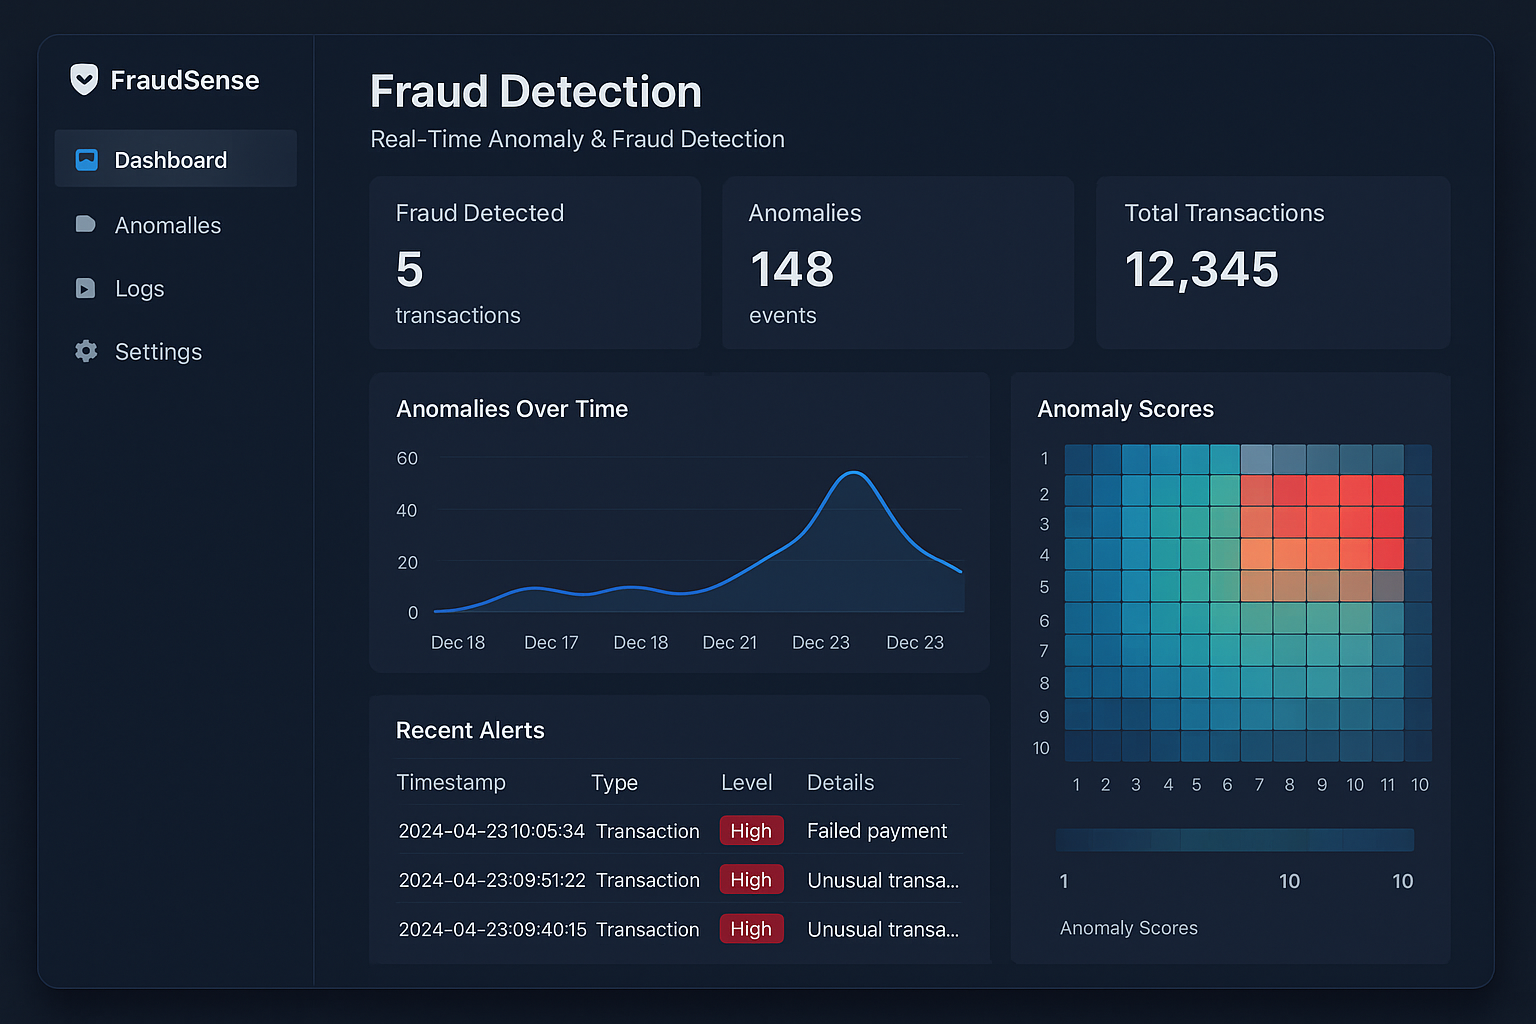 FraudSense
Dashboard
Anomalles
Logs
Settings
Fraud Detection
Real-Time Anomaly & Fraud Detection
Fraud Detected
5
transactions
Anomalies
148
events
Total Transactions
12,345
Anomalies Over Time
60
40
20
0
Dec 18 Dec 17 Dec 18 Dec 21 Dec 23 Dec 23
Recent Alerts
Timestamp Type Level Details
2024-04-2310:05:34 Transaction High Failed payment
2024-04-23:09:51:22 Transaction High Unusual transa...
2024-04-23:09:40:15 Transaction High Unusual transa...
Anomaly Scores
1
2
3
4
5
6
7
8
9
10
1 2 3 4 5 6 7 8 9 10 11 10
1 10 10
Anomaly Scores